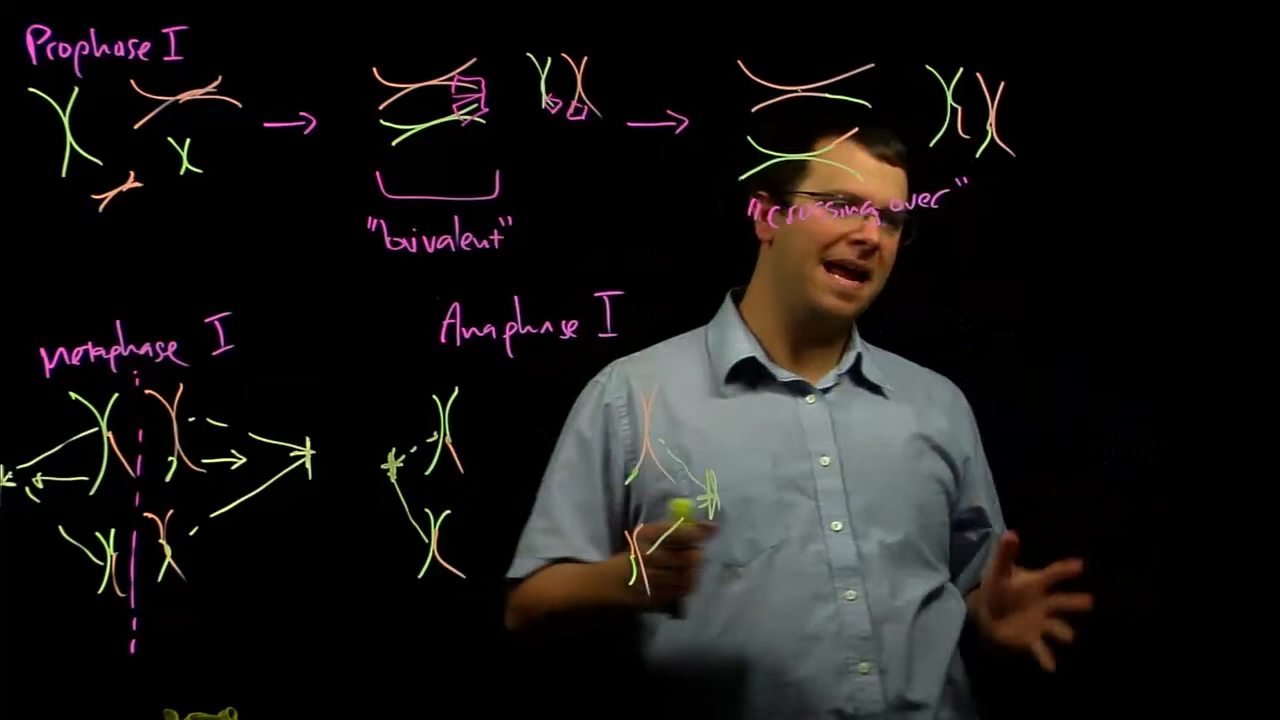 Prophase I
"bivalent"
"crossing over"
Metaphase I
Anaphase I